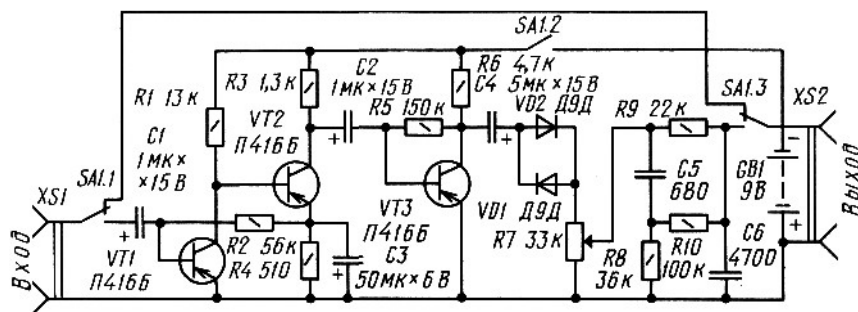 SA1.2
R3 1,3к
C2
1мк×15В
R6 4,7к
C4 5мк×15В
VD2 Д9Д
SA1.3
XS2
R1 13к
R5 150к
R9 22к
VT2
П416Б
C1
1мк×
×15В
XS1
SA1.1
C5
680
GB1
9В
VT3
П416Б
VD1 Д9Д
R7 33к
R2 56к
R4 510
C3
50мк×6В
VT1
П416Б
R8
36к
R10
100к
C6
4700
Вход
Выход
+
+
+
+
−
+